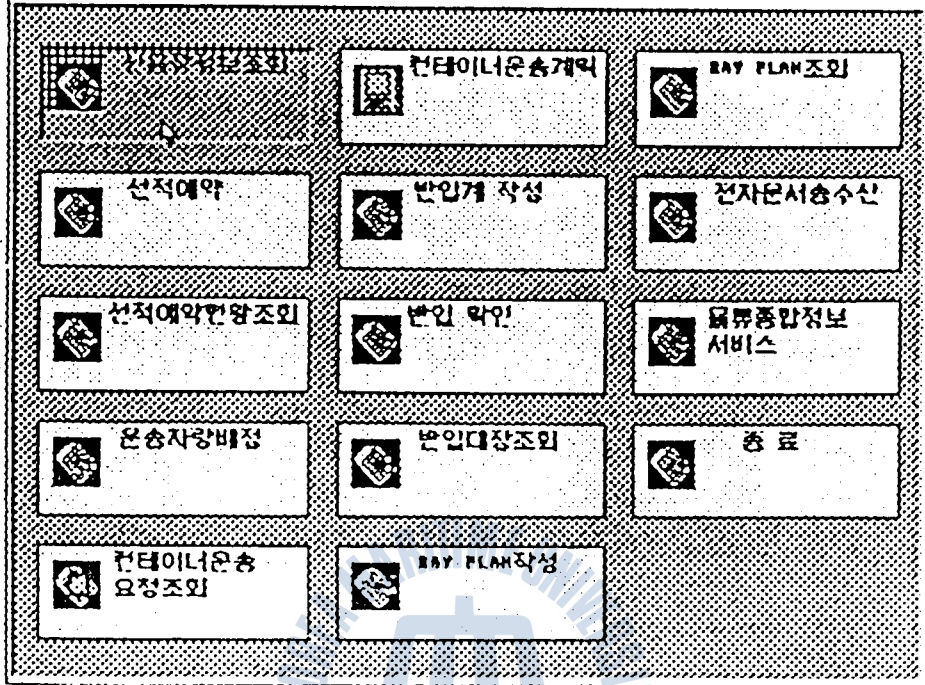 컨테이너운송계획
BAY PLAN조회
선적예약
반입계 작성
전자문서송수신
선적예약현황조회
반입 확인
물류종합정보
서비스
운송차량배정
반입대장조회
종 료
컨테이너운송
요청조회
BAY PLAN작성